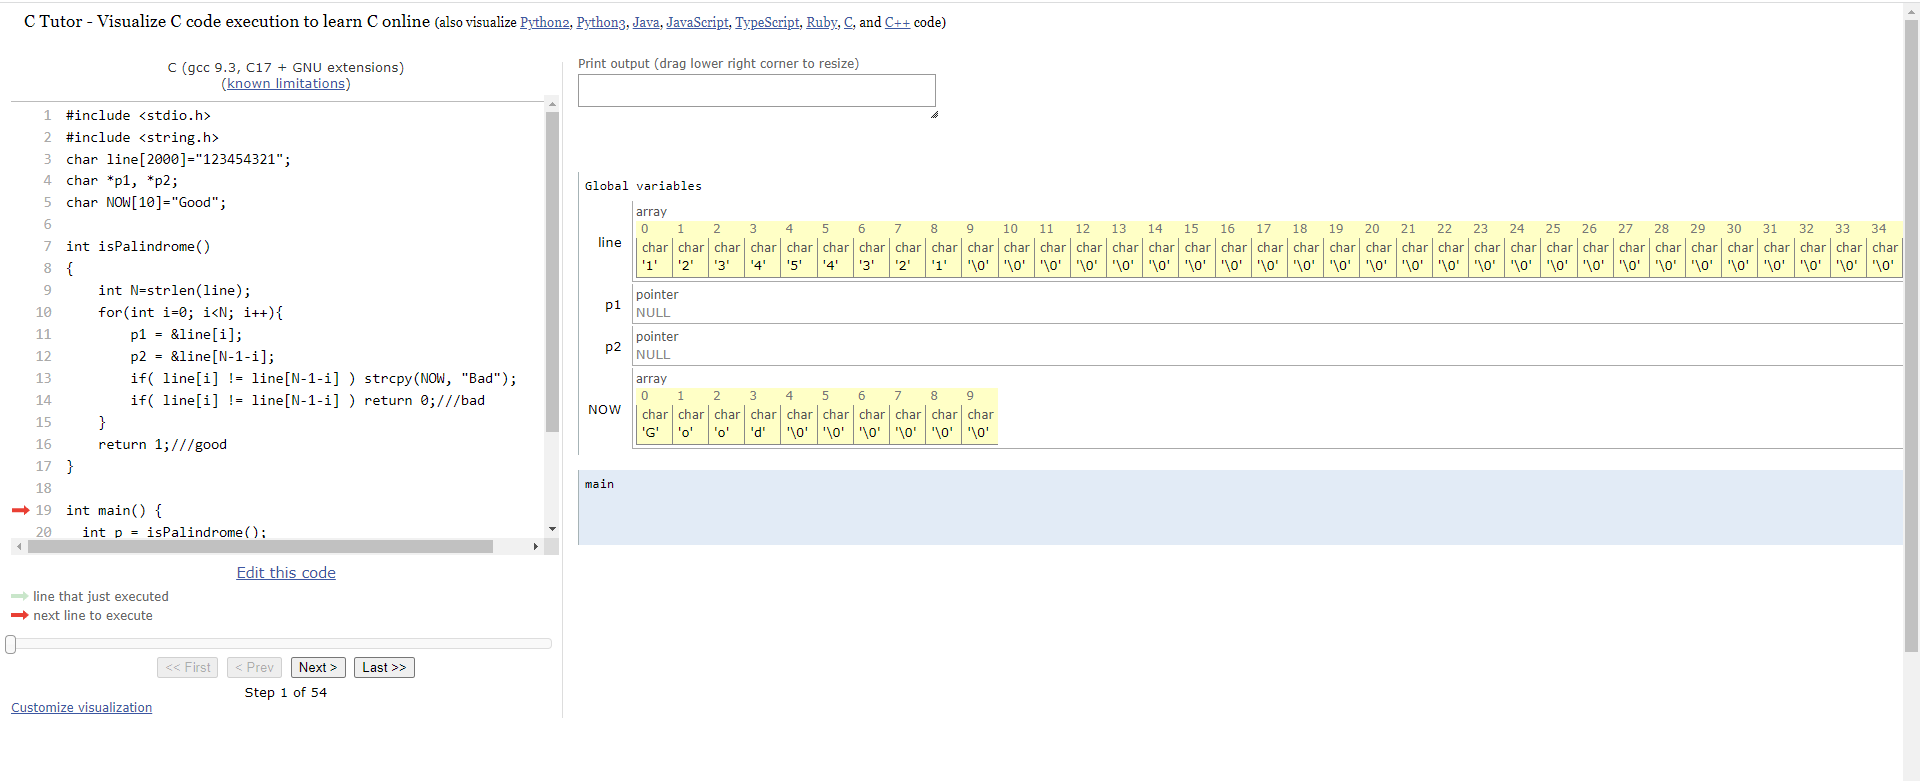 C Tutor - Visualize C code execution to learn C online (also visualize Python2, Python3, Java, JavaScript, TypeScript, Ruby, C, and C++ code)
C (gcc 9.3, C17 + GNU extensions)
(known limitations)
1 #include <stdio.h>
2 #include <string.h>
3 char line[2000]="123454321";
4 char *p1, *p2;
5 char NOW[10]="Good";
6
7 int isPalindrome()
8 {
9     int N=strlen(line);
10     for(int i=0; i<N; i++){
11         p1 = &line[i];
12         p2 = &line[N-1-i];
13         if( line[i] != line[N-1-i] ) strcpy(NOW, "Bad");
14         if( line[i] != line[N-1-i] ) return 0;///bad
15     }
16     return 1;///good
17 }
18
19 int main() {
20   int p = isPalindrome();
Edit this code
line that just executed
next line to execute
<< First < Prev Next > Last >>
Step 1 of 54
Customize visualization
Print output (drag lower right corner to resize)
Global variables
array
0 1 2 3 4 5 6 7 8 9 10 11 12 13 14 15 16 17 18 19 20 21 22 23 24 25 26 27 28 29 30 31 32 33 34
line
char char char char char char char char char char char char char char char char char char char char char char char char char char char char char char char char char char char
'1' '2' '3' '4' '5' '4' '3' '2' '1' '\0' '\0' '\0' '\0' '\0' '\0' '\0' '\0' '\0' '\0' '\0' '\0' '\0' '\0' '\0' '\0' '\0' '\0' '\0' '\0' '\0' '\0' '\0' '\0' '\0' '\0'
pointer
p1
NULL
pointer
p2
NULL
array
0 1 2 3 4 5 6 7 8 9
NOW
char char char char char char char char char char
'G' 'o' 'o' 'd' '\0' '\0' '\0' '\0' '\0' '\0'
main